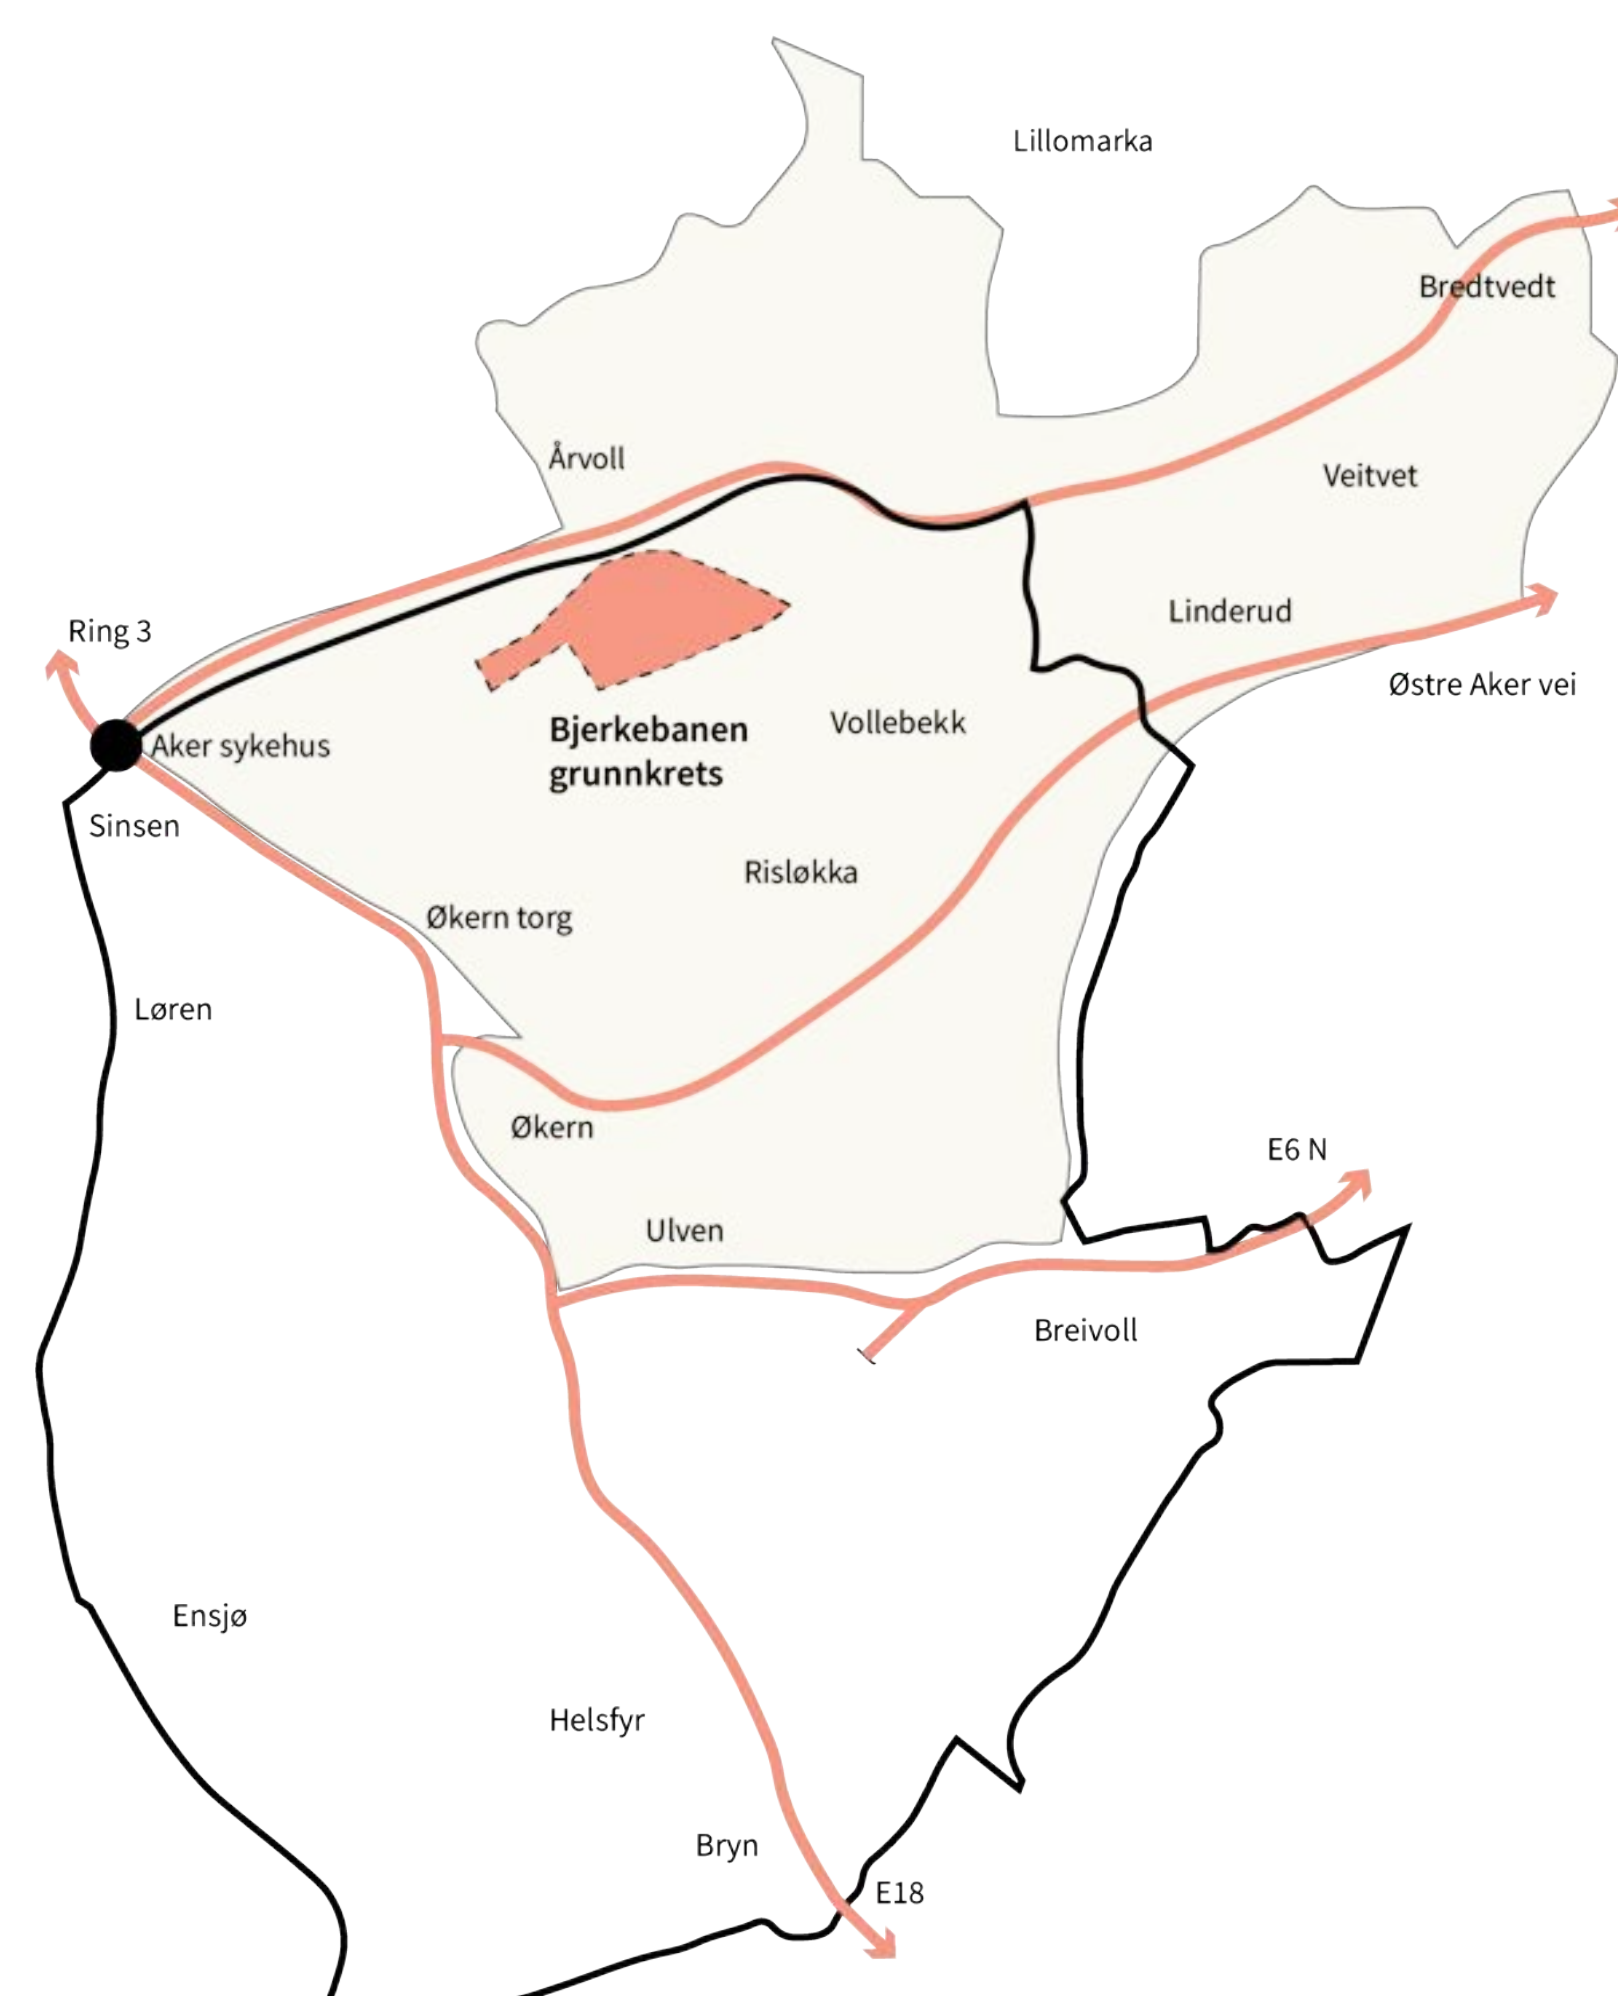 Lillomarka
Bredtvedt
Årvoll
Veitvet
Linderud
Ring 3
Østre Aker vei
Vollebekk
Bjerkebanen
grunnkrets
Aker sykehus
Sinsen
Risløkka
Økern torg
Løren
Økern
E6 N
Ulven
Breivoll
Ensjø
Helsfyr
Bryn
E18